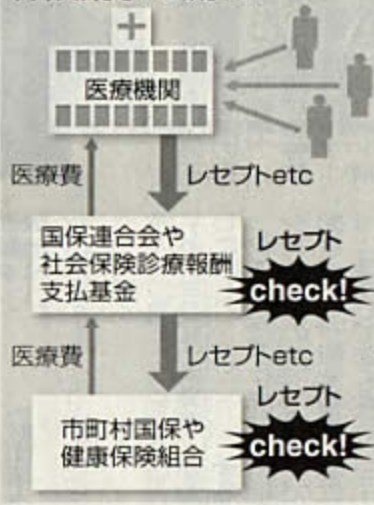 医療機関
医療費
レセプトetc
国保連合会や
社会保険診療報酬
支払基金
レセプト
check!
医療費
レセプトetc
市町村国保や
健康保険組合
レセプト
check!